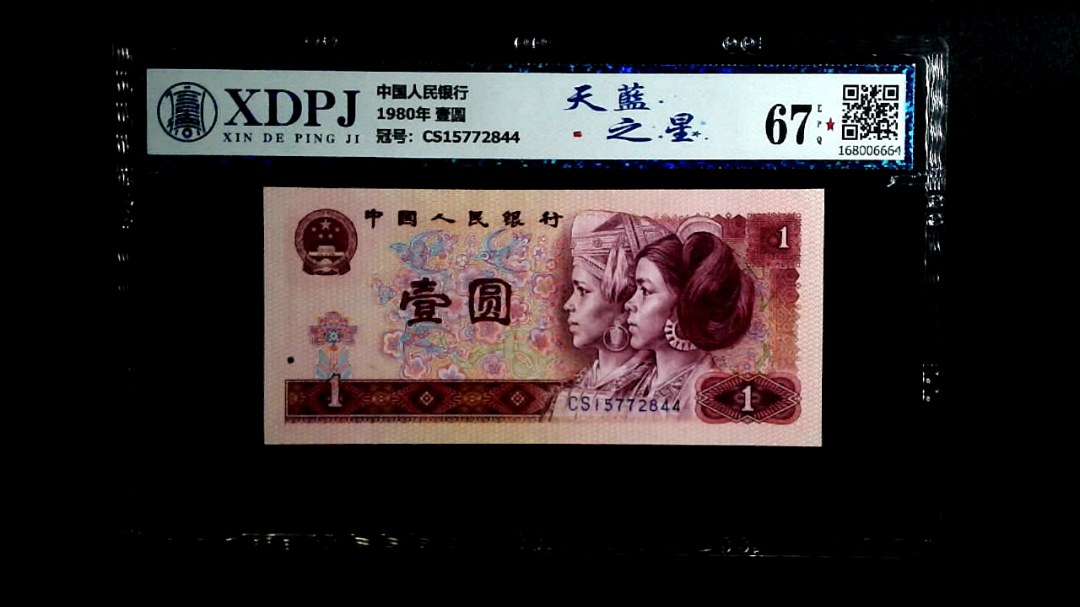 XDPJ
XIN DE PING JI
中国人民银行
1980年 壹圆
冠号: CS15772844
天藍
之星
67
EPQ
168006664
中国人民银行
壹圆
1
1
1
CS15772844